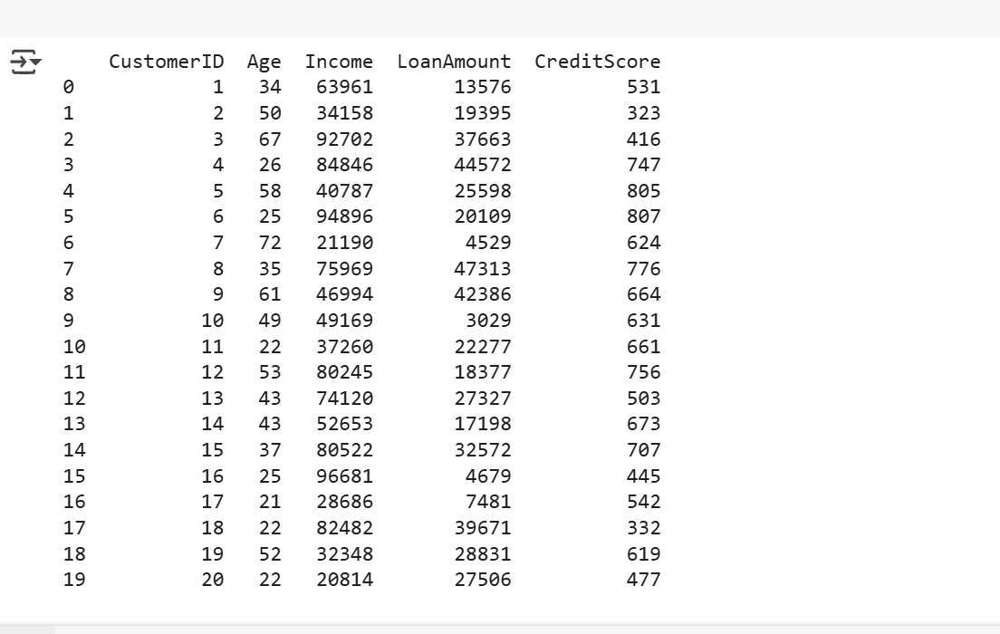 CustomerID Age Income LoanAmount CreditScore
0 1 34 63961 13576 531
1 2 50 34158 19395 323
2 3 67 92702 37663 416
3 4 26 84846 44572 747
4 5 58 40787 25598 805
5 6 25 94896 20109 807
6 7 72 21190 4529 624
7 8 35 75969 47313 776
8 9 61 46994 42386 664
9 10 49 49169 3029 631
10 11 22 37260 22277 661
11 12 53 80245 18377 756
12 13 43 74120 27327 503
13 14 43 52653 17198 673
14 15 37 80522 32572 707
15 16 25 96681 4679 445
16 17 21 28686 7481 542
17 18 22 82482 39671 332
18 19 52 32348 28831 619
19 20 22 20814 27506 477